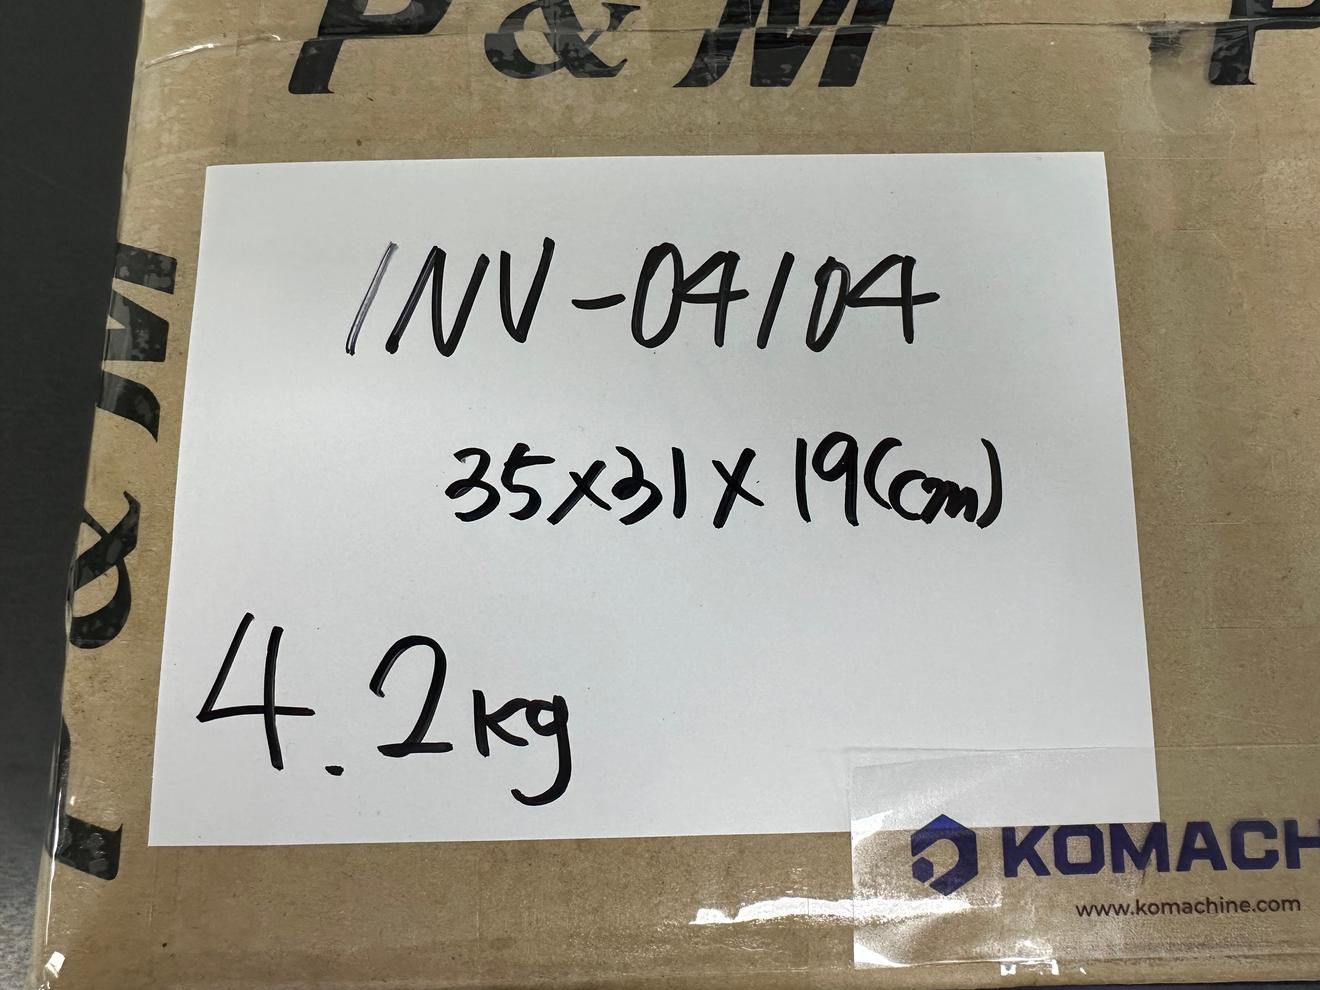 P & M P
P & M
INV-04104
35x31x19(cm)
4.2kg
KOMACH
www.komachine.com